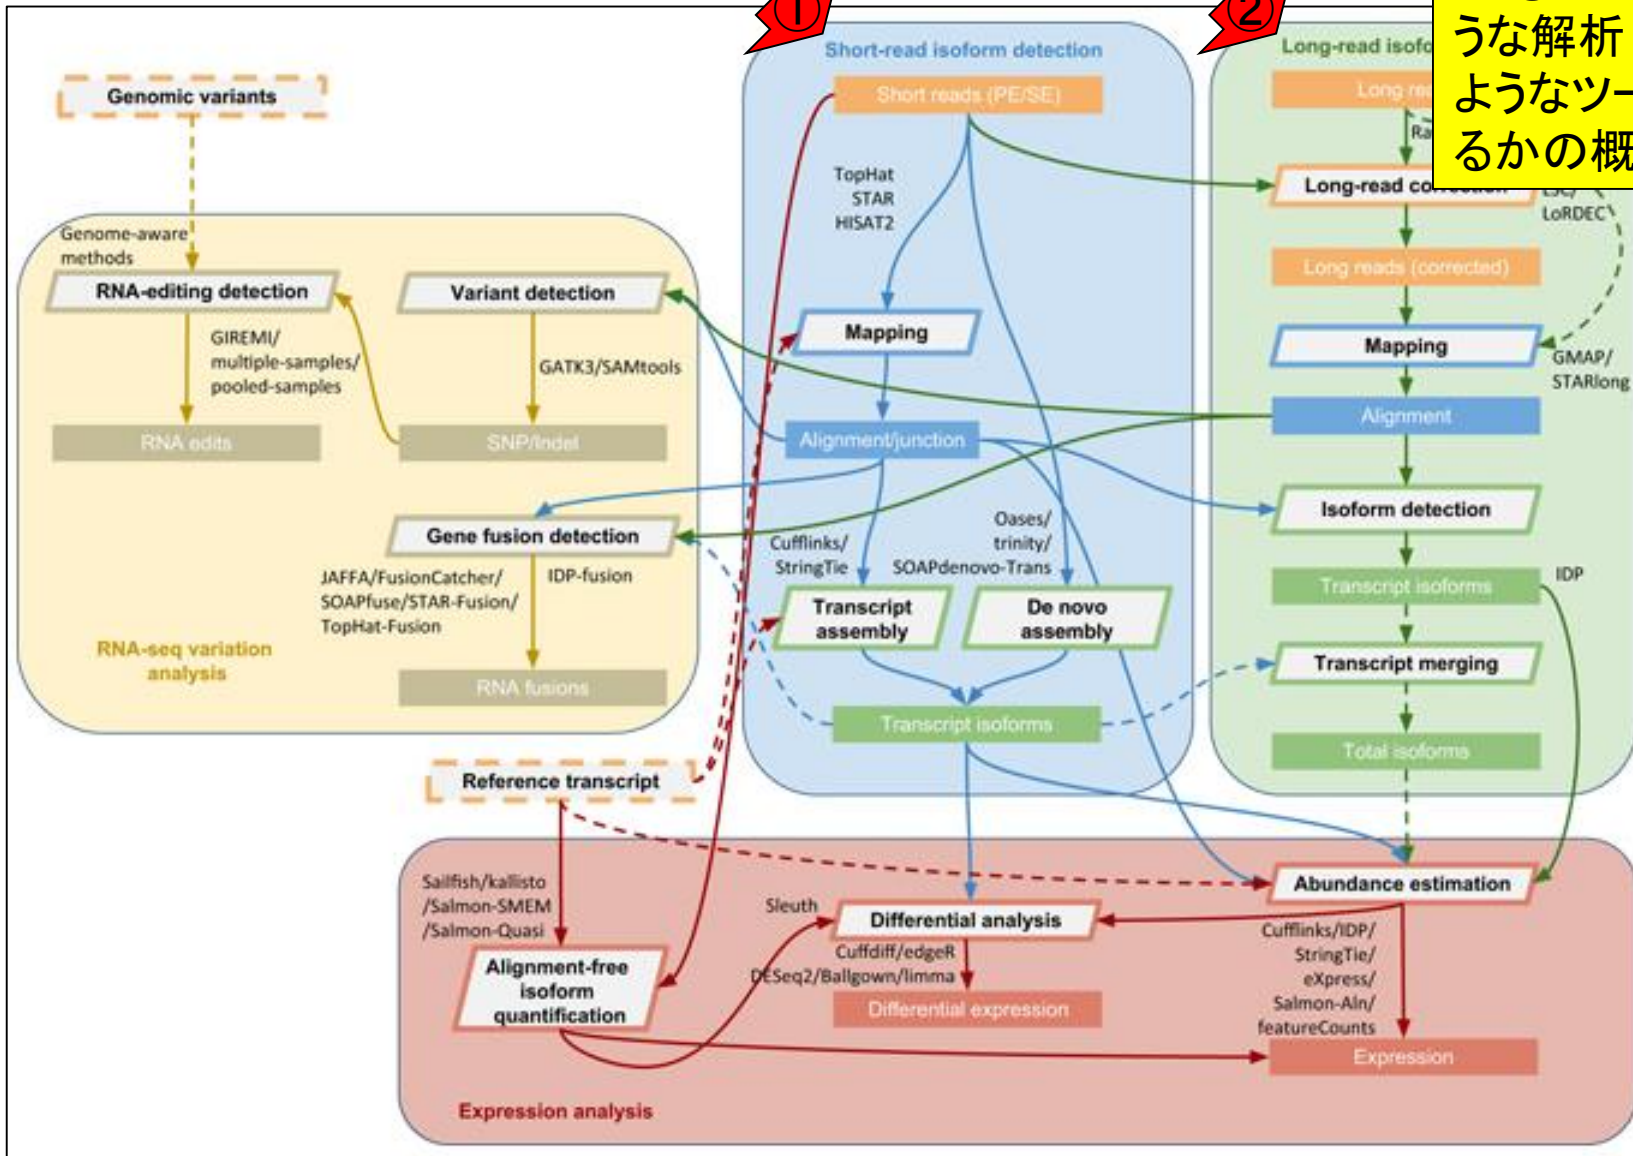 ①
②
うな解析
ようなツー
るかの概
Genomic variants
Genome-aware
methods
RNA-editing detection
Variant detection
GIREMI/
multiple-samples/
pooled-samples
GATK3/SAMtools
RNA edits
SNP/Indel
Gene fusion detection
JAFFA/FusionCatcher/
SOAPfuse/STAR-Fusion/
TopHat-Fusion
IDP-fusion
RNA-seq variation
analysis
RNA fusions
Short-read isoform detection
Short reads (PE/SE)
TopHat
STAR
HISAT2
Mapping
Alignment/junction
Cufflinks/
StringTie
Oases/
trinity/
SOAPdenovo-Trans
Transcript
assembly
De novo
assembly
Transcript isoforms
Long-read isofo
Long re
Ra
Long-read
LoRDEC
Long reads (corrected)
Mapping
GMAP/
STARlong
Alignment
Isoform detection
Transcript isoforms
IDP
Transcript merging
Total isoforms
Reference transcript
Sailfish/kallisto
/Salmon-SMEM
/Salmon-Quasi
Alignment-free
isoform
quantification
Sleuth
Differential analysis
Cuffdiff/edgeR
DESeq2/Ballgown/limma
Differential expression
Abundance estimation
Cufflinks/IDP/
StringTie/
eXpress/
Salmon-Aln/
featureCounts
Expression
Expression analysis